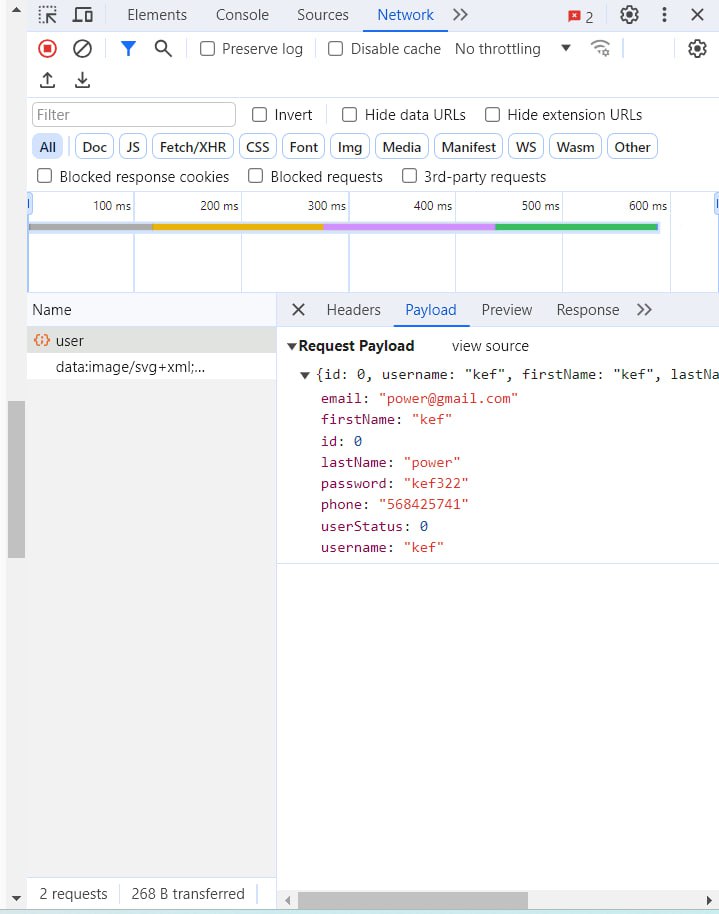 Elements Console Sources Network 2
Preserve log Disable cache No throttling
Filter Invert Hide data URLs Hide extension URLs
All Doc JS Fetch/XHR CSS Font Img Media Manifest WS Wasm Other
Blocked response cookies Blocked requests 3rd-party requests
100 ms 200 ms 300 ms 400 ms 500 ms 600 ms
Name Headers Payload Preview Response
user
data:image/svg+xml;...
Request Payload view source
{id: 0, username: "kef", firstName: "kef", lastNa
email: "power@gmail.com"
firstName: "kef"
id: 0
lastName: "power"
password: "kef322"
phone: "568425741"
userStatus: 0
username: "kef"
2 requests 268 B transferred